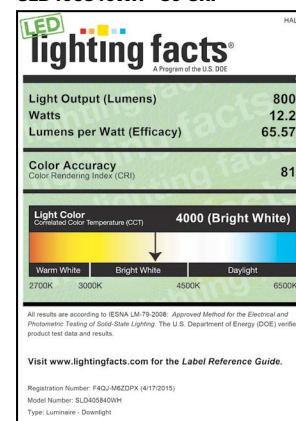 LED
lighting facts®
A Program of the U.S. DOE
Light Output (Lumens) 800
Watts 12.2
Lumens per Watt (Efficacy) 65.57
Color Accuracy 81
Color Rendering Index (CRI)
Light Color 4000 (Bright White)
Correlated Color Temperature (CCT)
Warm White Bright White Daylight
2700K 3000K 4500K 6500K
All results are according to IESNA LM-79-2008: Approved Method for the Electrical and
Photometric Testing of Solid-State Lighting. The U.S. Department of Energy (DOE) verifie
product test data and results.
Visit www.lightingfacts.com for the Label Reference Guide.
Registration Number: F4QJ-M6ZDPX (4/17/2015)
Model Number: SLD405840WH
Type: Luminaire - Downlight